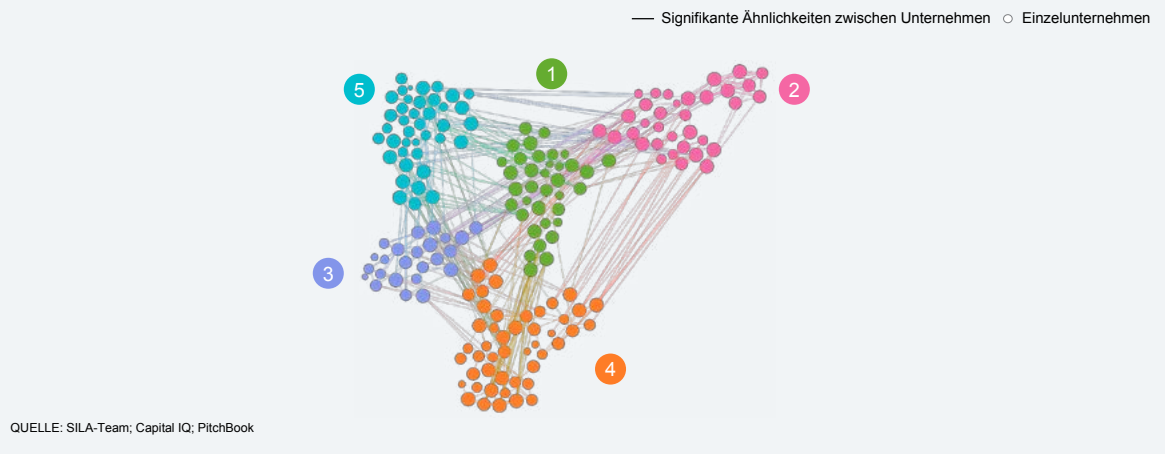 Signifikante Ähnlichkeiten zwischen Unternehmen Einzelunternehmen
1
5
2
3
4
QUELLE: SILA-Team; Capital IQ; PitchBook